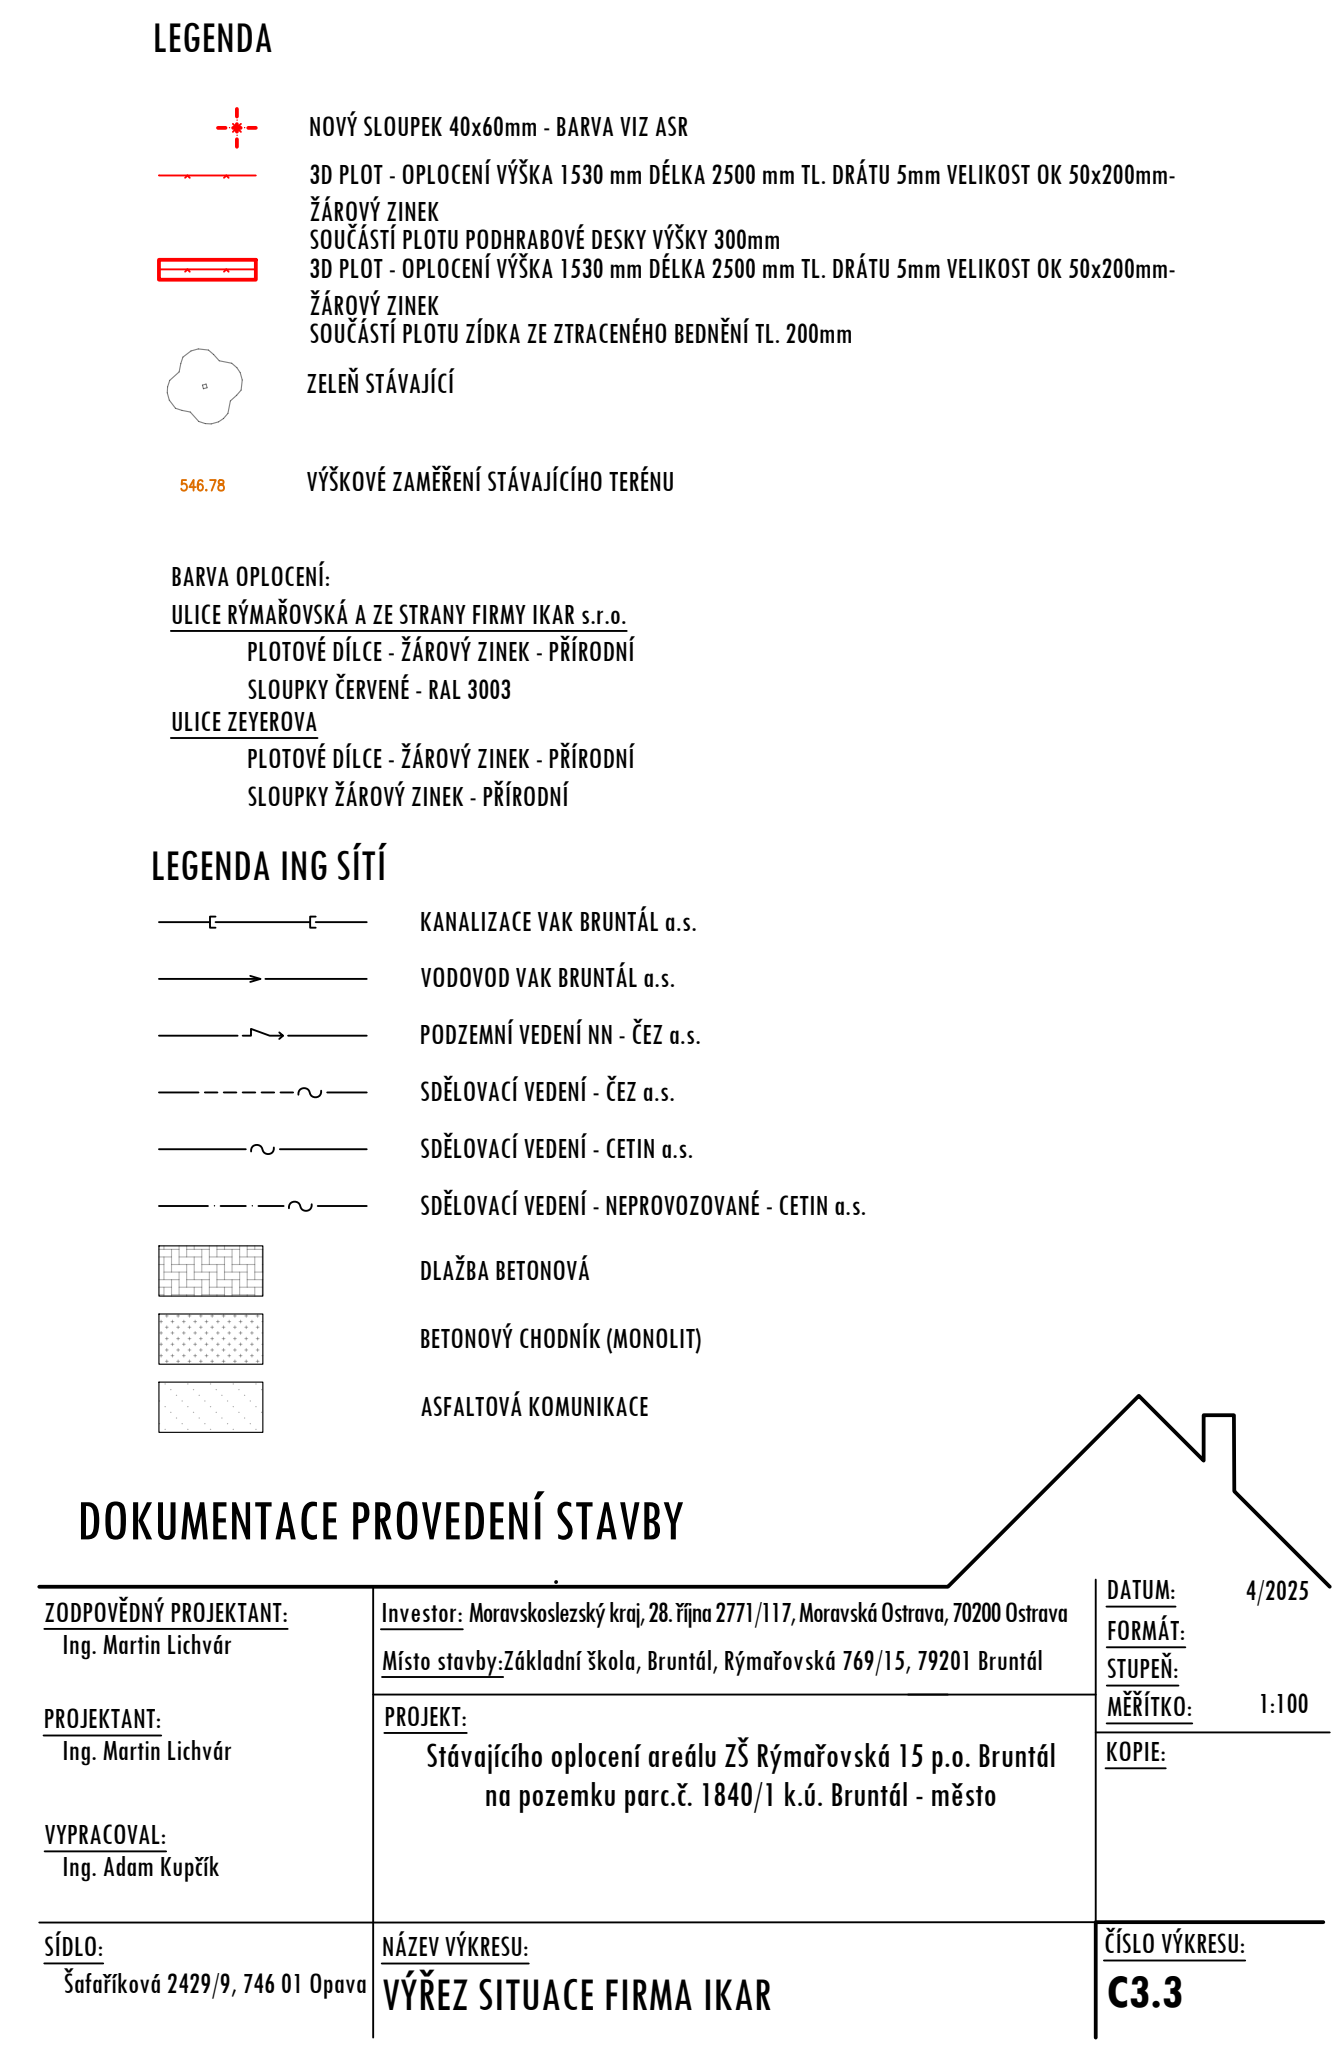 LEGENDA
NOVÝ SLOUPEK 40x60mm - BARVA VIZ ASR
3D PLOT - OPLOCENÍ VÝŠKA 1530 mm DÉLKA 2500 mm TL. DRÁTU 5mm VELIKOST OK 50x200mm-
ŽÁROVÝ ZINEK
SOUČÁSTÍ PLOTU PODHRABOVÉ DESKY VÝŠKY 300mm
3D PLOT - OPLOCENÍ VÝŠKA 1530 mm DÉLKA 2500 mm TL. DRÁTU 5mm VELIKOST OK 50x200mm-
ŽÁROVÝ ZINEK
SOUČÁSTÍ PLOTU ZÍDKA ZE ZTRACENÉHO BEDNĚNÍ TL. 200mm
ZELEŇ STÁVAJÍCÍ
546.78 VÝŠKOVÉ ZAMĚŘENÍ STÁVAJÍCÍHO TERÉNU
BARVA OPLOCENÍ:
ULICE RÝMAŘOVSKÁ A ZE STRANY FIRMY IKAR s.r.o.
PLOTOVÉ DÍLCE - ŽÁROVÝ ZINEK - PŘÍRODNÍ
SLOUPKY ČERVENÉ - RAL 3003
ULICE ZEYEROVA
PLOTOVÉ DÍLCE - ŽÁROVÝ ZINEK - PŘÍRODNÍ
SLOUPKY ŽÁROVÝ ZINEK - PŘÍRODNÍ
LEGENDA ING SÍTÍ
KANALIZACE VAK BRUNTÁL a.s.
VODOVOD VAK BRUNTÁL a.s.
PODZEMNÍ VEDENÍ NN - ČEZ a.s.
SDĚLOVACÍ VEDENÍ - ČEZ a.s.
SDĚLOVACÍ VEDENÍ - CETIN a.s.
SDĚLOVACÍ VEDENÍ - NEPROVOZOVANÉ - CETIN a.s.
DLAŽBA BETONOVÁ
BETONOVÝ CHODNÍK (MONOLIT)
ASFALTOVÁ KOMUNIKACE
DOKUMENTACE PROVEDENÍ STAVBY
ZODPOVĚDNÝ PROJEKTANT:
Ing. Martin Lichvár
PROJEKTANT:
Ing. Martin Lichvár
VYPRACOVAL:
Ing. Adam Kupčík
SÍDLO:
Šafaříková 2429/9, 746 01 Opava
Investor: Moravskoslezský kraj, 28. října 2771/117, Moravská Ostrava, 70200 Ostrava
Místo stavby:Základní škola, Bruntál, Rýmařovská 769/15, 79201 Bruntál
PROJEKT:
Stávajícího oplocení areálu ZŠ Rýmařovská 15 p.o. Bruntál
na pozemku parc.č. 1840/1 k.ú. Bruntál - město
NÁZEV VÝKRESU:
VÝŘEZ SITUACE FIRMA IKAR
DATUM: 4/2025
FORMÁT:
STUPEŇ:
MĚŘÍTKO: 1:100
KOPIE:
ČÍSLO VÝKRESU:
C3.3